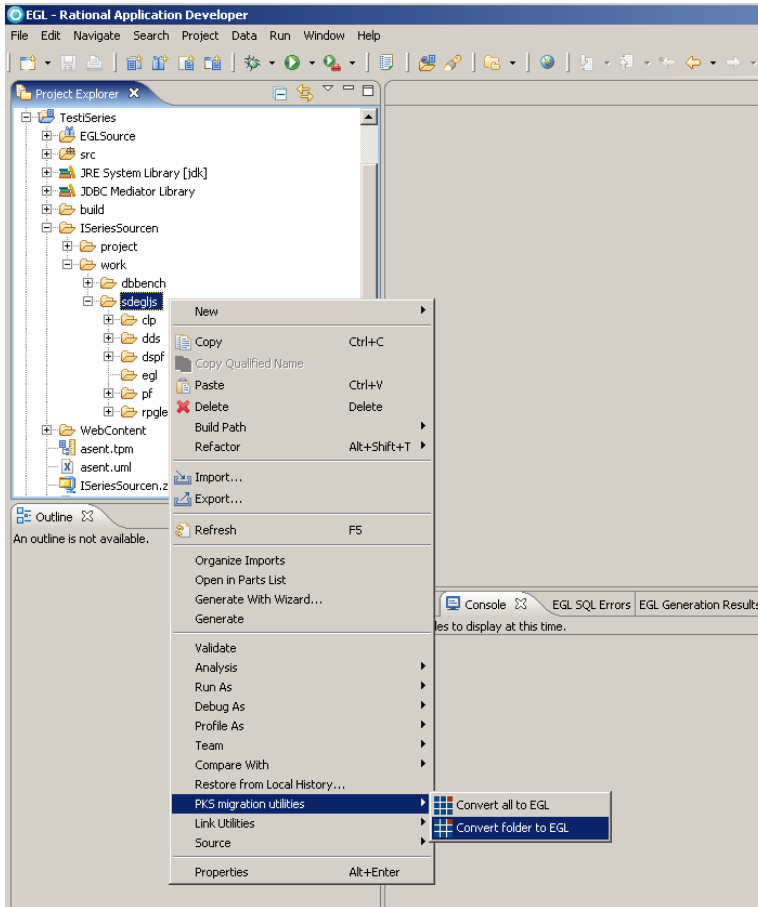 EGL - Rational Application Developer
File Edit Navigate Search Project Data Run Window Help
Project Explorer
TestiSeries
EGLSource
src
JRE System Library [jdk]
JDBC Mediator Library
build
ISeriesSourcen
project
work
dbbench
sdegljs
clp
dds
dspf
egl
pf
rpgle
WebContent
asent.tpm
asent.uml
ISeriesSourcen.z
Outline
An outline is not available.
New
Copy Ctrl+C
Copy Qualified Name
Paste Ctrl+V
Delete Delete
Build Path
Refactor Alt+Shift+T
Import...
Export...
Refresh F5
Organize Imports
Open in Parts List
Generate With Wizard...
Generate
Validate
Analysis
Run As
Debug As
Profile As
Team
Compare With
Restore from Local History...
PKS migration utilities
Link Utilities
Source
Properties Alt+Enter
Convert all to EGL
Convert folder to EGL
Console EGL SQL Errors EGL Generation Results
les to display at this time.